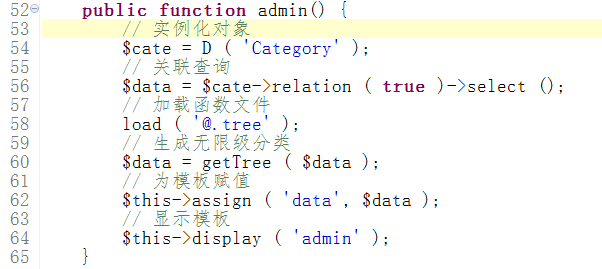 52 public function admin() {
53 // 实例化对象
54 $cate = D ( 'Category' );
55 // 关联查询
56 $data = $cate->relation ( true )->select ();
57 // 加载函数文件
58 load ( '@.tree' );
59 // 生成无限级分类
60 $data = getTree ( $data );
61 // 为模板赋值
62 $this->assign ( 'data', $data );
63 // 显示模板
64 $this->display ( 'admin' );
65 }